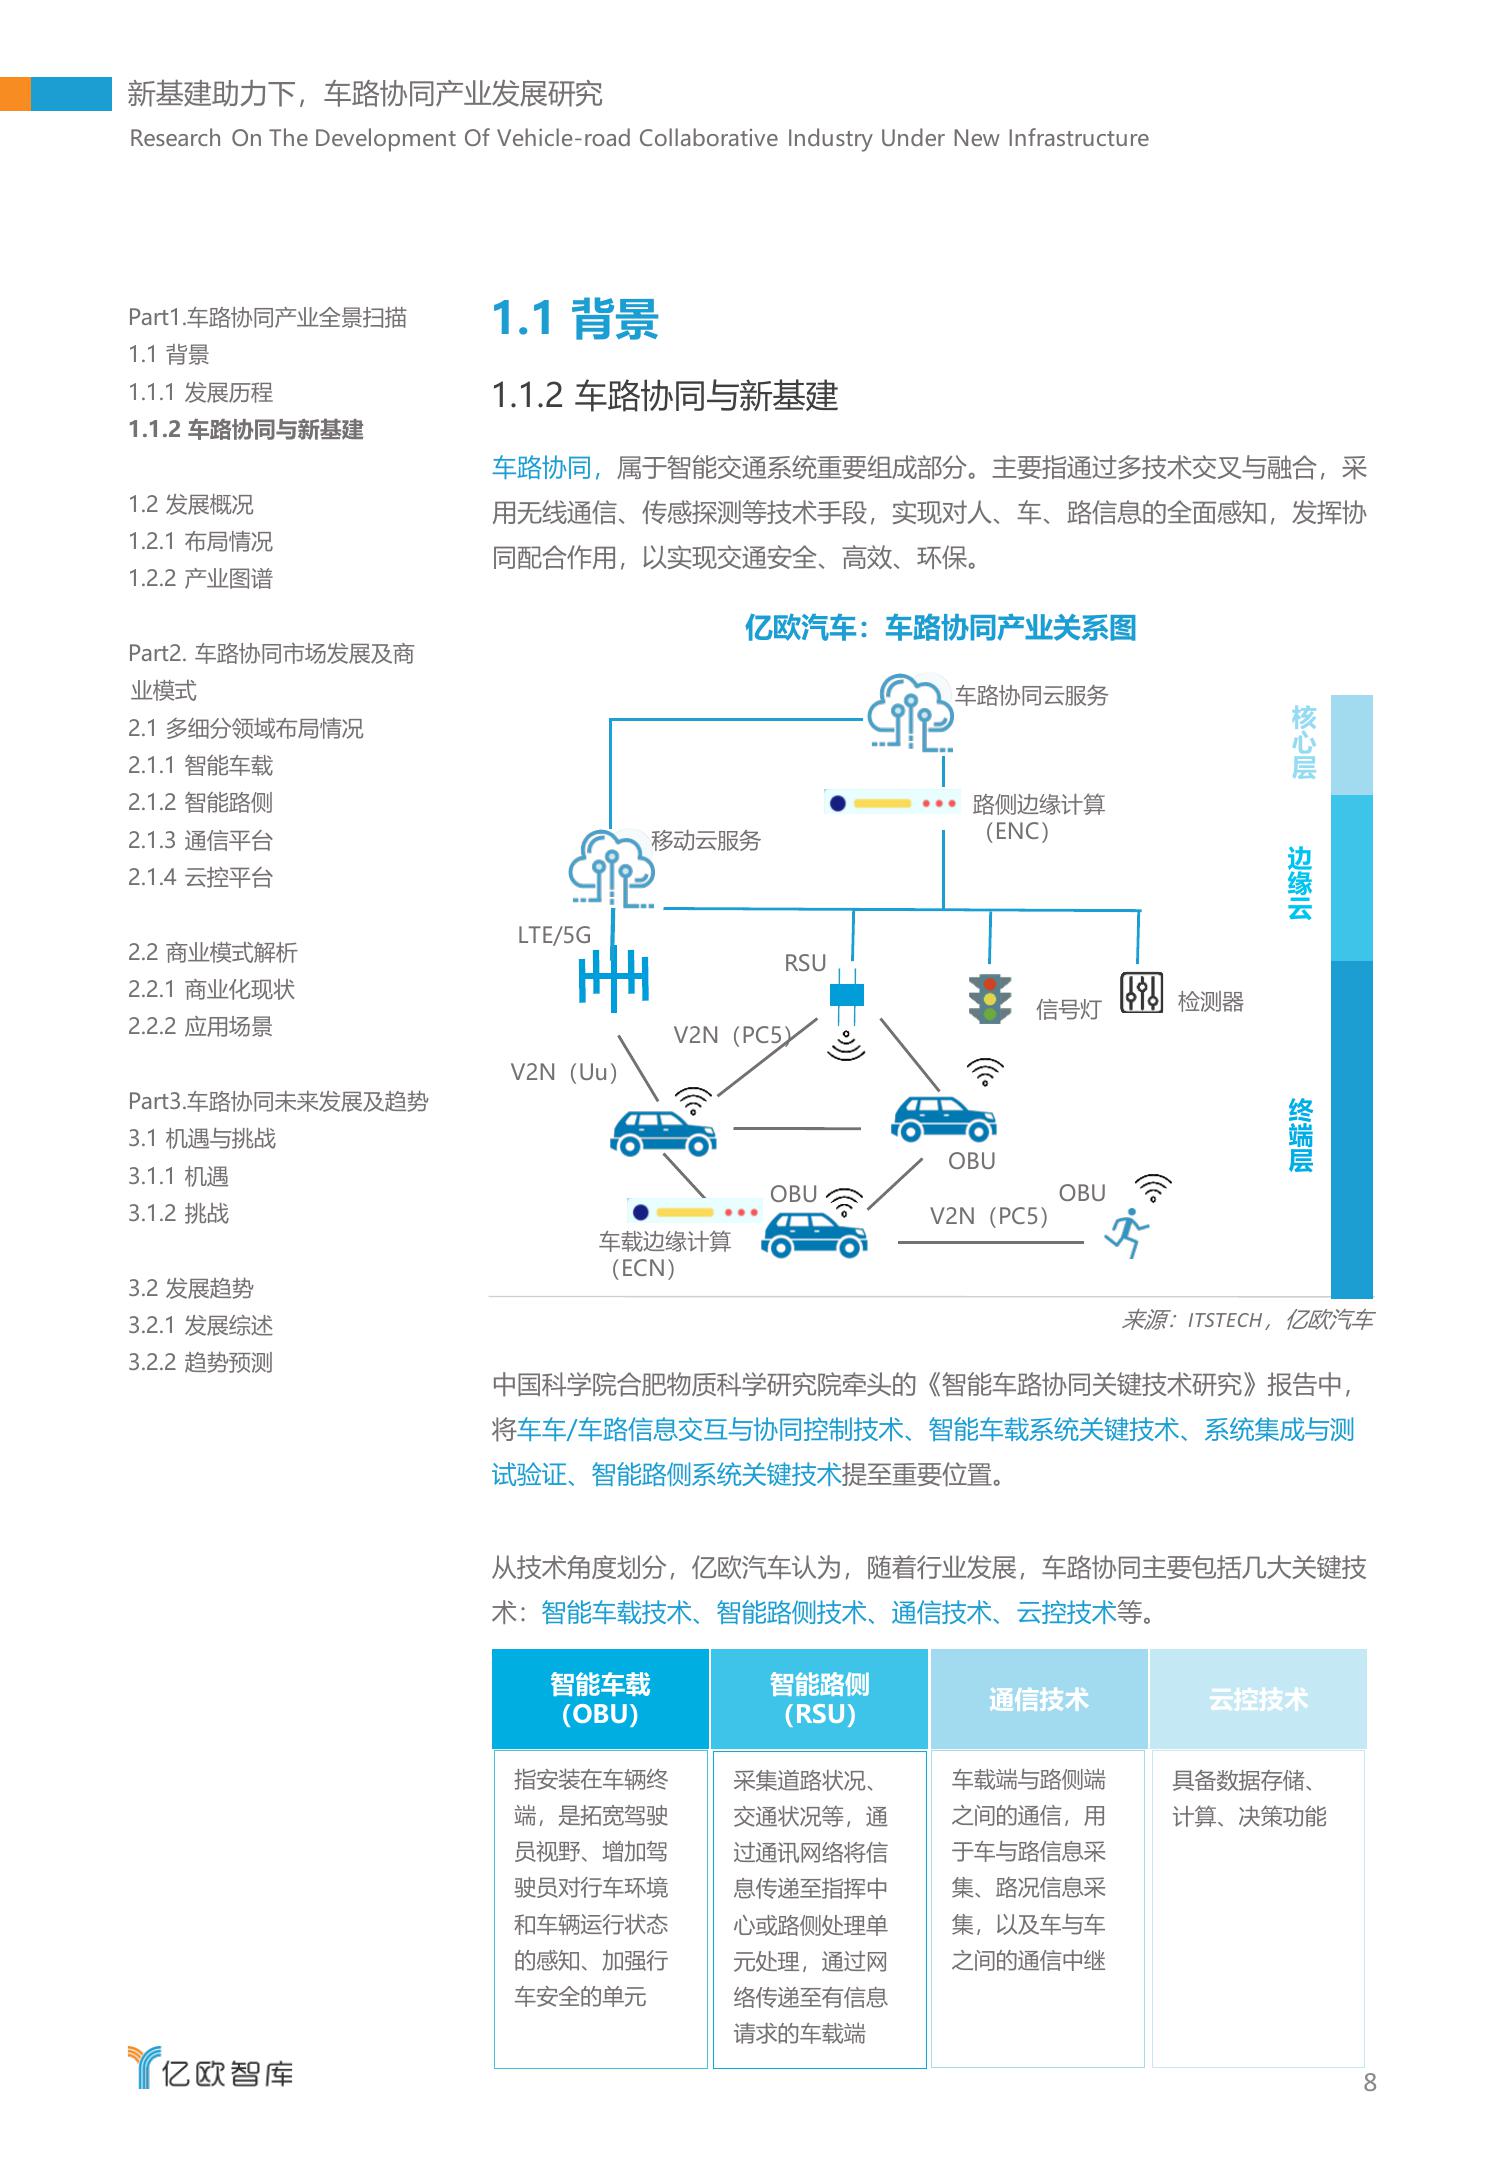 新基建助力下，车路协同产业发展研究
Research On The Development Of Vehicle-road Collaborative Industry Under New Infrastructure
Part1.车路协同产业全景扫描
1.1 背景
1.1.1 发展历程
1.1.2 车路协同与新基建
1.2 发展概况
1.2.1 布局情况
1.2.2 产业图谱
Part2. 车路协同市场发展及商
业模式
2.1 多细分领域布局情况
2.1.1 智能车载
2.1.2 智能路侧
2.1.3 通信平台
2.1.4 云控平台
2.2 商业模式解析
2.2.1 商业化现状
2.2.2 应用场景
Part3.车路协同未来发展及趋势
3.1 机遇与挑战
3.1.1 机遇
3.1.2 挑战
3.2 发展趋势
3.2.1 发展综述
3.2.2 趋势预测
1.1 背景
1.1.2 车路协同与新基建
车路协同，属于智能交通系统重要组成部分。主要指通过多技术交叉与融合，采
用无线通信、传感探测等技术手段，实现对人、车、路信息的全面感知，发挥协
同配合作用，以实现交通安全、高效、环保。
亿欧汽车：车路协同产业关系图
车路协同云服务
核心层
路侧边缘计算
（ENC）
移动云服务
边缘云
LTE/5G
RSU
信号灯
检测器
V2N（PC5）
V2N（Uu）
终端层
OBU
OBU
OBU
V2N（PC5）
车载边缘计算
（ECN）
来源：ITSTECH，亿欧汽车
中国科学院合肥物质科学研究院牵头的《智能车路协同关键技术研究》报告中，
将车车/车路信息交互与协同控制技术、智能车载系统关键技术、系统集成与测
试验证、智能路侧系统关键技术提至重要位置。
从技术角度划分，亿欧汽车认为，随着行业发展，车路协同主要包括几大关键技
术：智能车载技术、智能路侧技术、通信技术、云控技术等。
智能车载
（OBU）
指安装在车辆终
端，是拓宽驾驶
员视野、增加驾
驶员对行车环境
和车辆运行状态
的感知、加强行
车安全的单元
智能路侧
（RSU）
采集道路状况、
交通状况等，通
过通讯网络将信
息传递至指挥中
心或路侧处理单
元处理，通过网
络传递至有信息
请求的车载端
通信技术
车载端与路侧端
之间的通信，用
于车与路信息采
集、路况信息采
集，以及车与车
之间的通信中继
云控技术
具备数据存储、
计算、决策功能
亿欧智库
8